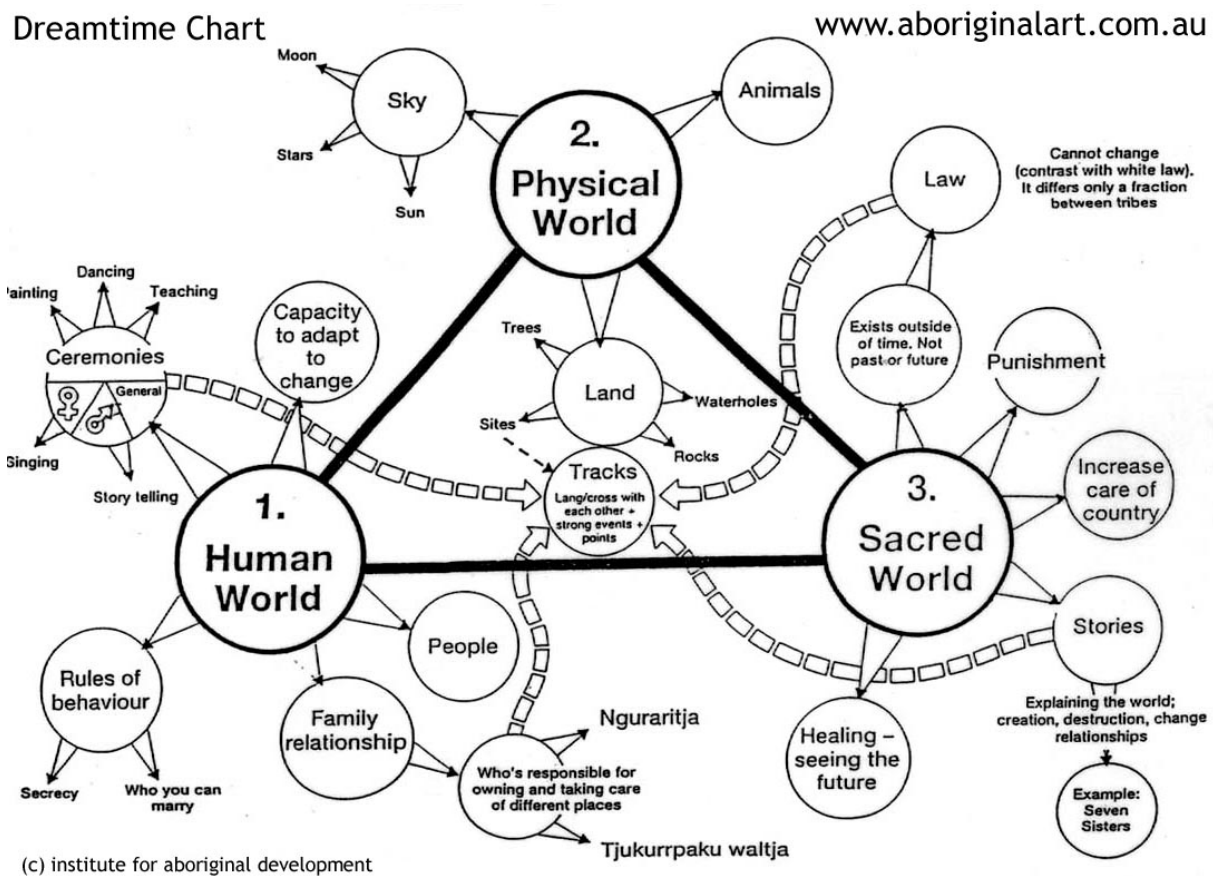 Dreamtime Chart
www.aboriginalart.com.au
Moon
Sky
Stars
Sun
2.
Physical
World
Animals
Law
Cannot change
(contrast with white law).
It differs only a fraction
between tribes
Dancing
ainting
Teaching
Ceremonies
General
Singing
Story telling
Capacity
to adapt
to
change
Trees
Land
Waterholes
Sites
Rocks
Tracks
Lang/cross with
each other +
strong events +
points
Exists outside
of time. Not
past or future
Punishment
Increase
care of
country
1.
Human
World
3.
Sacred
World
People
Stories
Explaining the world;
creation, destruction, change
relationships
Example:
Seven
Sisters
Rules of
behaviour
Secrecy
Who you can
marry
Family
relationship
Nguraritja
Who's responsible for
owning and taking care
of different places
Tjukurrpaku waltja
Healing –
seeing the
future
(c) institute for aboriginal development